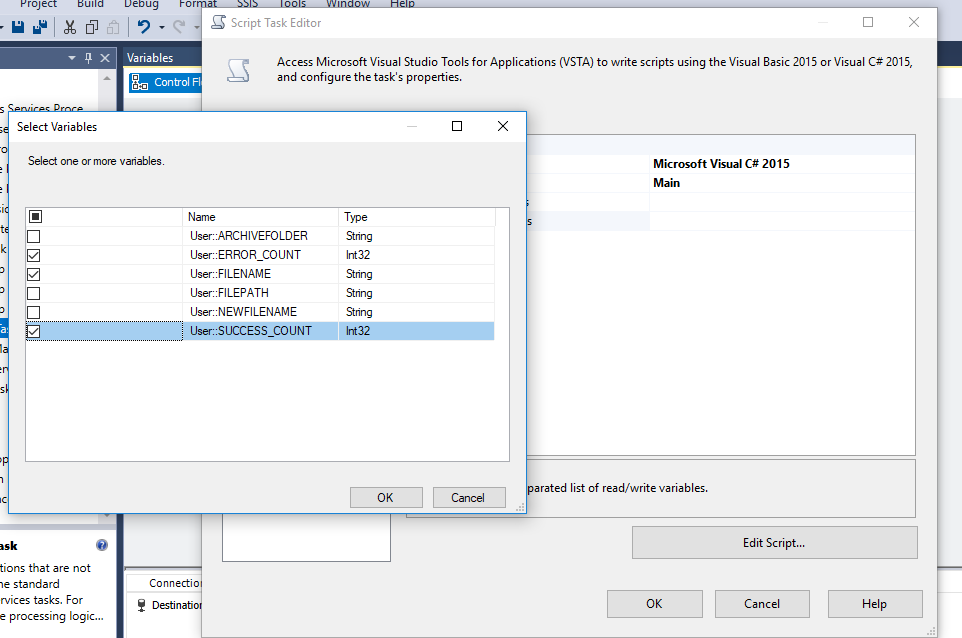 Project Build Debug Format SSIS Tools Window Help
Script Task Editor
Variables
Control Flo
Access Microsoft Visual Studio Tools for Applications (VSTA) to write scripts using the Visual Basic 2015 or Visual C# 2015,
and configure the task's properties.
s Services Proce
Select Variables
Select one or more variables.
Microsoft Visual C# 2015
Main
Name Type
User::ARCHIVEFOLDER String
User::ERROR_COUNT Int32
User::FILENAME String
User::FILEPATH String
User::NEWFILENAME String
User::SUCCESS_COUNT Int32
OK Cancel
parated list of read/write variables.
Edit Script...
ask
tions that are not
ne standard
ervices tasks. For
e processing logic...
Connection
Destination
OK Cancel Help